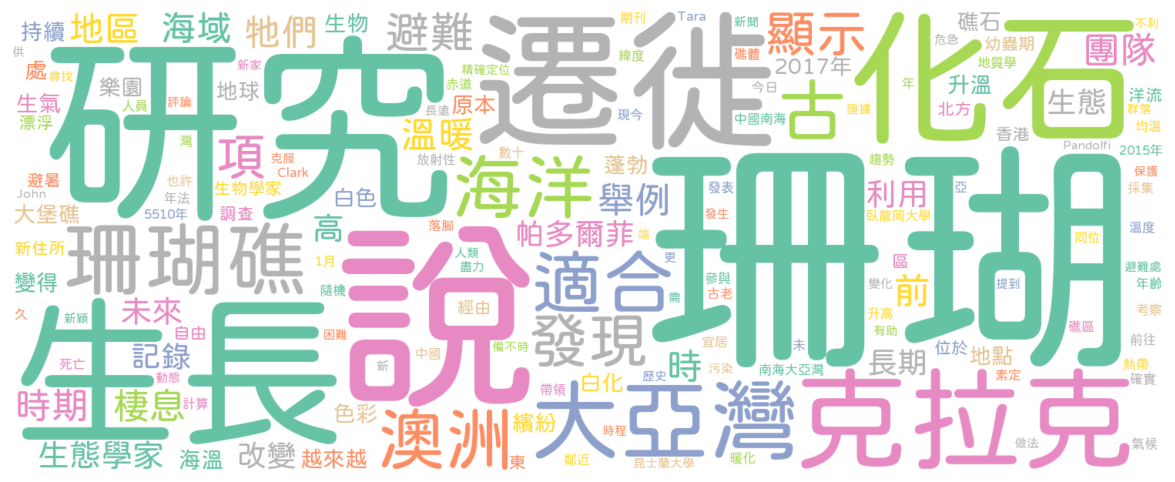 持續
地區
海域
牠們
生物
避難
遷徙
期刊
Tara
新聞
顯示
化石
礁石
不利
危急
幼蟲期
團隊
供
處
尋找
新家
樂園
人員
評論
地球
研究
緯度
礁體
精確定位
赤道
2017年
今日
年
地質學
升溫
生態
洋流
群落
生氣
漂浮
長遠
原本
現今
中國南海
證據
古
北方
均溫
灣
克服
溫暖
放射性
數十
香港
Pandolfi
2015年
項
趨勢
避暑
John
也許
Clark
年法
生物學家
海洋
蓬勃
發表
利用
亞
保護
採集
大堡礁
5510年
調查
白色
舉例
發生
臥龍岡大學
珊瑚
新住所
珊瑚礁
高
落腳
說
帕多爾菲
端
區
同位
溫度
變得
1月
人類
盡力
適合
更
參與
古老
需
變化
前
提到
避難處
年齡
久
新穎
未來
隨機
經由
發現
升高
有助
礁區
考察
生長
自由
困難
備不時
宜居
未
位於
前往
死亡
記錄
動態
中國
新
時
長期
地點
熱帶
南海大亞灣
污染
歷史
素定
確實
時期
棲息
計算
色彩
澳洲
帶領
白化
繽紛
大亞灣
克拉克
時程
生態學家
海溫
改變
越來越
東
鄰近
昆士蘭大學
暖化
做法
氣候